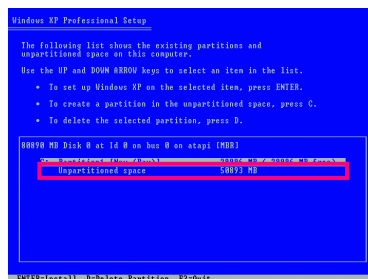 Windows XP Professional Setup
The following list shows the existing partitions and
unpartitioned space on this computer.
Use the UP and DOWN ARROW keys to select an item in the list.
• To set up Windows XP on the selected item, press ENTER.
• To create a partition in the unpartitioned space, press C.
• To delete the selected partition, press D.
80890 MB Disk 0 at Id 0 on bus 0 on atapi [MBR]
Unpartitioned space 50893 MB
ENTER=Install D=Delete Partition F3=Quit